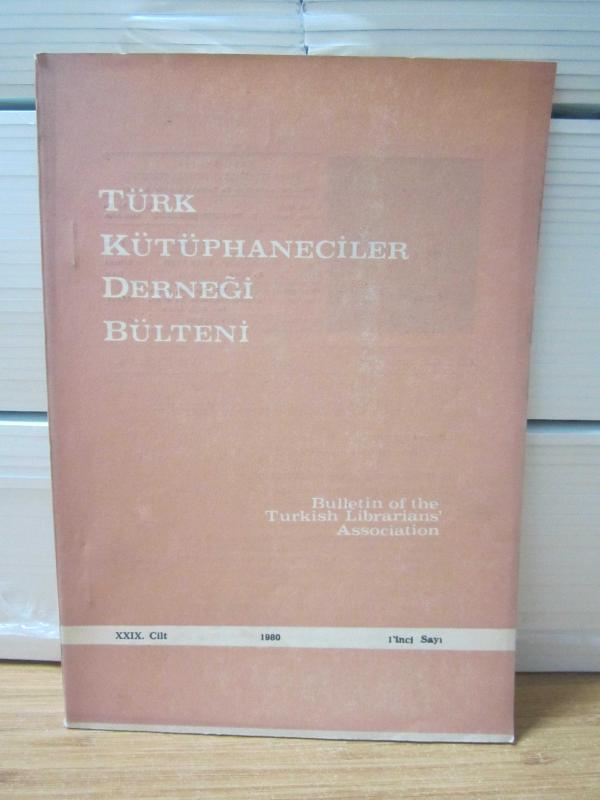 TÜRK
KÜTÜPHANECİLER
DERNEĞİ
BÜLTENİ
Bulletin of the
Turkish Librarians'
Association
XXIX. Cilt 1980 1'inci Sayı